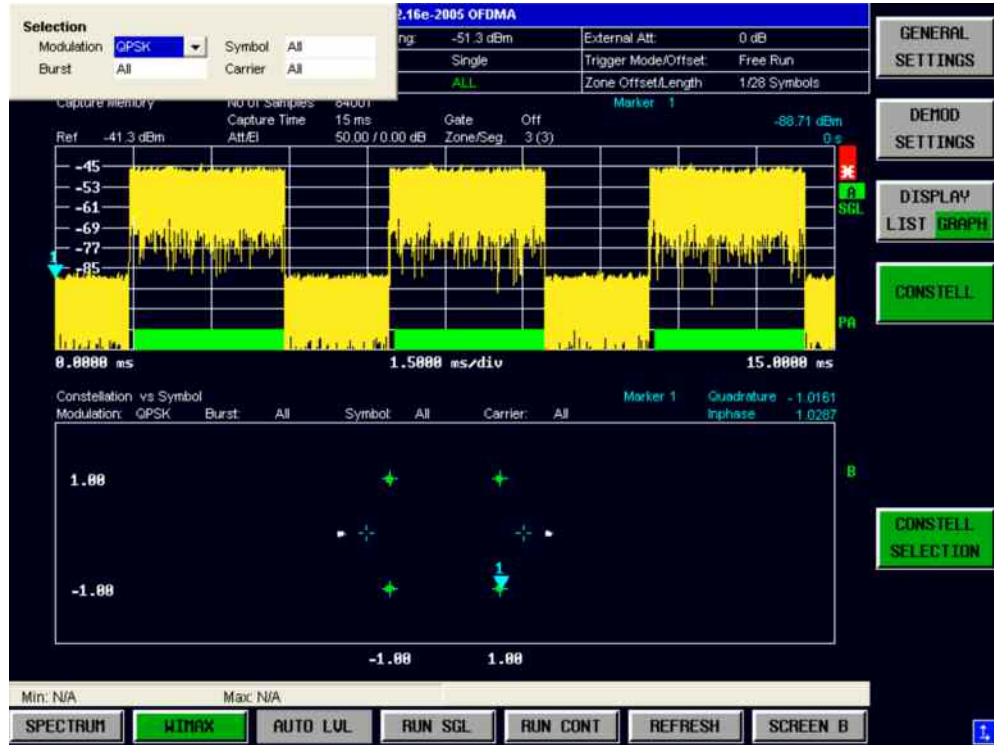 2.16e-2005 OFDMA
Selection
Modulation QPSK Symbol All
Burst All Carrier All
ng: -51.3 dBm External Att: 0 dB
Single Trigger Mode/Offset: Free Run
ALL Zone Offset/Length 1/28 Symbols
Capture Memory No of Samples 84001 Marker 1
Capture Time 15 ms Gate Off -88.71 dBm
Ref -41.3 dBm Att/El 50.00 / 0.00 dB Zone/Seg. 3 (3) 0 s
-45
-53
-61
-69
-77
-85
1
A
SGL
PA
0.0000 ms 1.5000 ms/div 15.0000 ms
Constellation vs Symbol Marker 1 Quadrature -1.0161
Modulation: QPSK Burst: All Symbol: All Carrier: All Inphase 1.0287
1.00
B
1
-1.00
-1.00 1.00
Min: N/A Max: N/A
SPECTRUM WIMAX AUTO LVL RUN SGL RUN CONT REFRESH SCREEN B
GENERAL
SETTINGS
DEMOD
SETTINGS
DISPLAY
LIST GRAPH
CONSTELL
CONSTELL
SELECTION